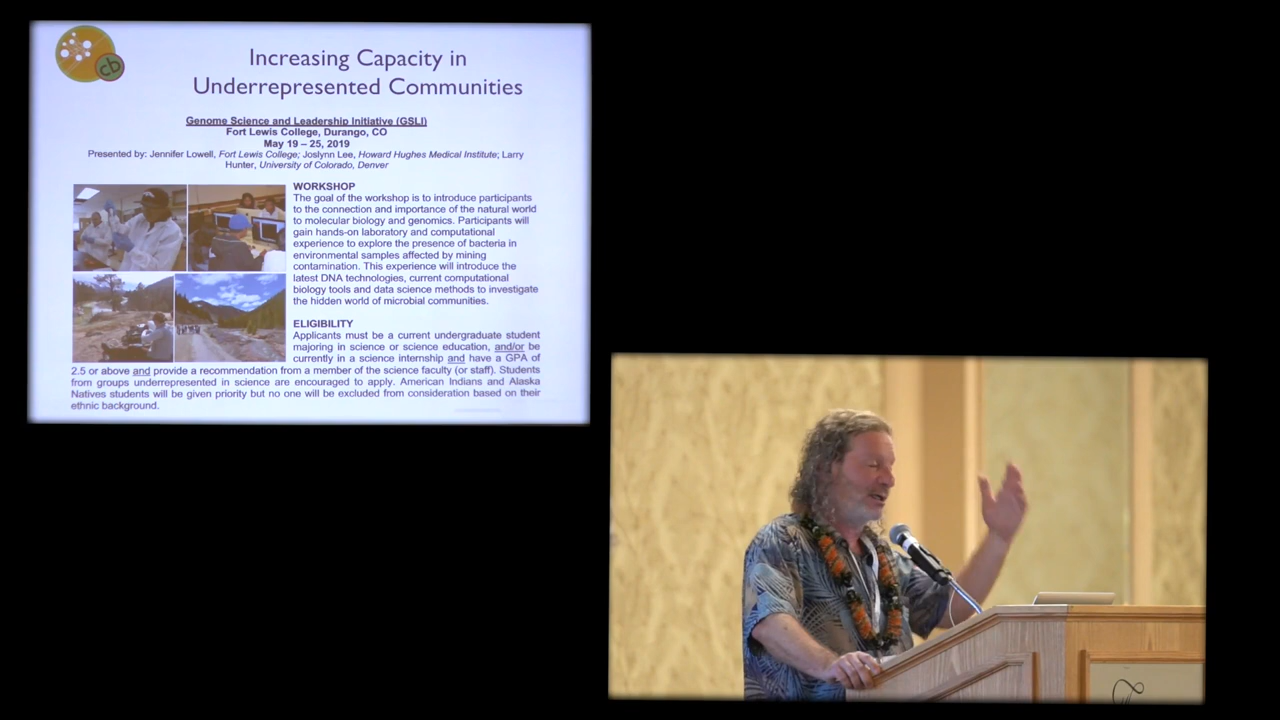 cb
Increasing Capacity in
Underrepresented Communities
Genome Science and Leadership Initiative (GSLI)
Fort Lewis College, Durango, CO
May 19 – 25, 2019
Presented by: Jennifer Lowell, Fort Lewis College; Joslynn Lee, Howard Hughes Medical Institute; Larry
Hunter, University of Colorado, Denver
WORKSHOP
The goal of the workshop is to introduce participants
to the connection and importance of the natural world
to molecular biology and genomics. Participants will
gain hands-on laboratory and computational
experience to explore the presence of bacteria in
environmental samples affected by mining
contamination. This experience will introduce the
latest DNA technologies, current computational
biology tools and data science methods to investigate
the hidden world of microbial communities.
ELIGIBILITY
Applicants must be a current undergraduate student
majoring in science or science education, and/or be
currently in a science internship and have a GPA of
2.5 or above and provide a recommendation from a member of the science faculty (or staff). Students
from groups underrepresented in science are encouraged to apply. American Indians and Alaska
Natives students will be given priority but no one will be excluded from consideration based on their
ethnic background.